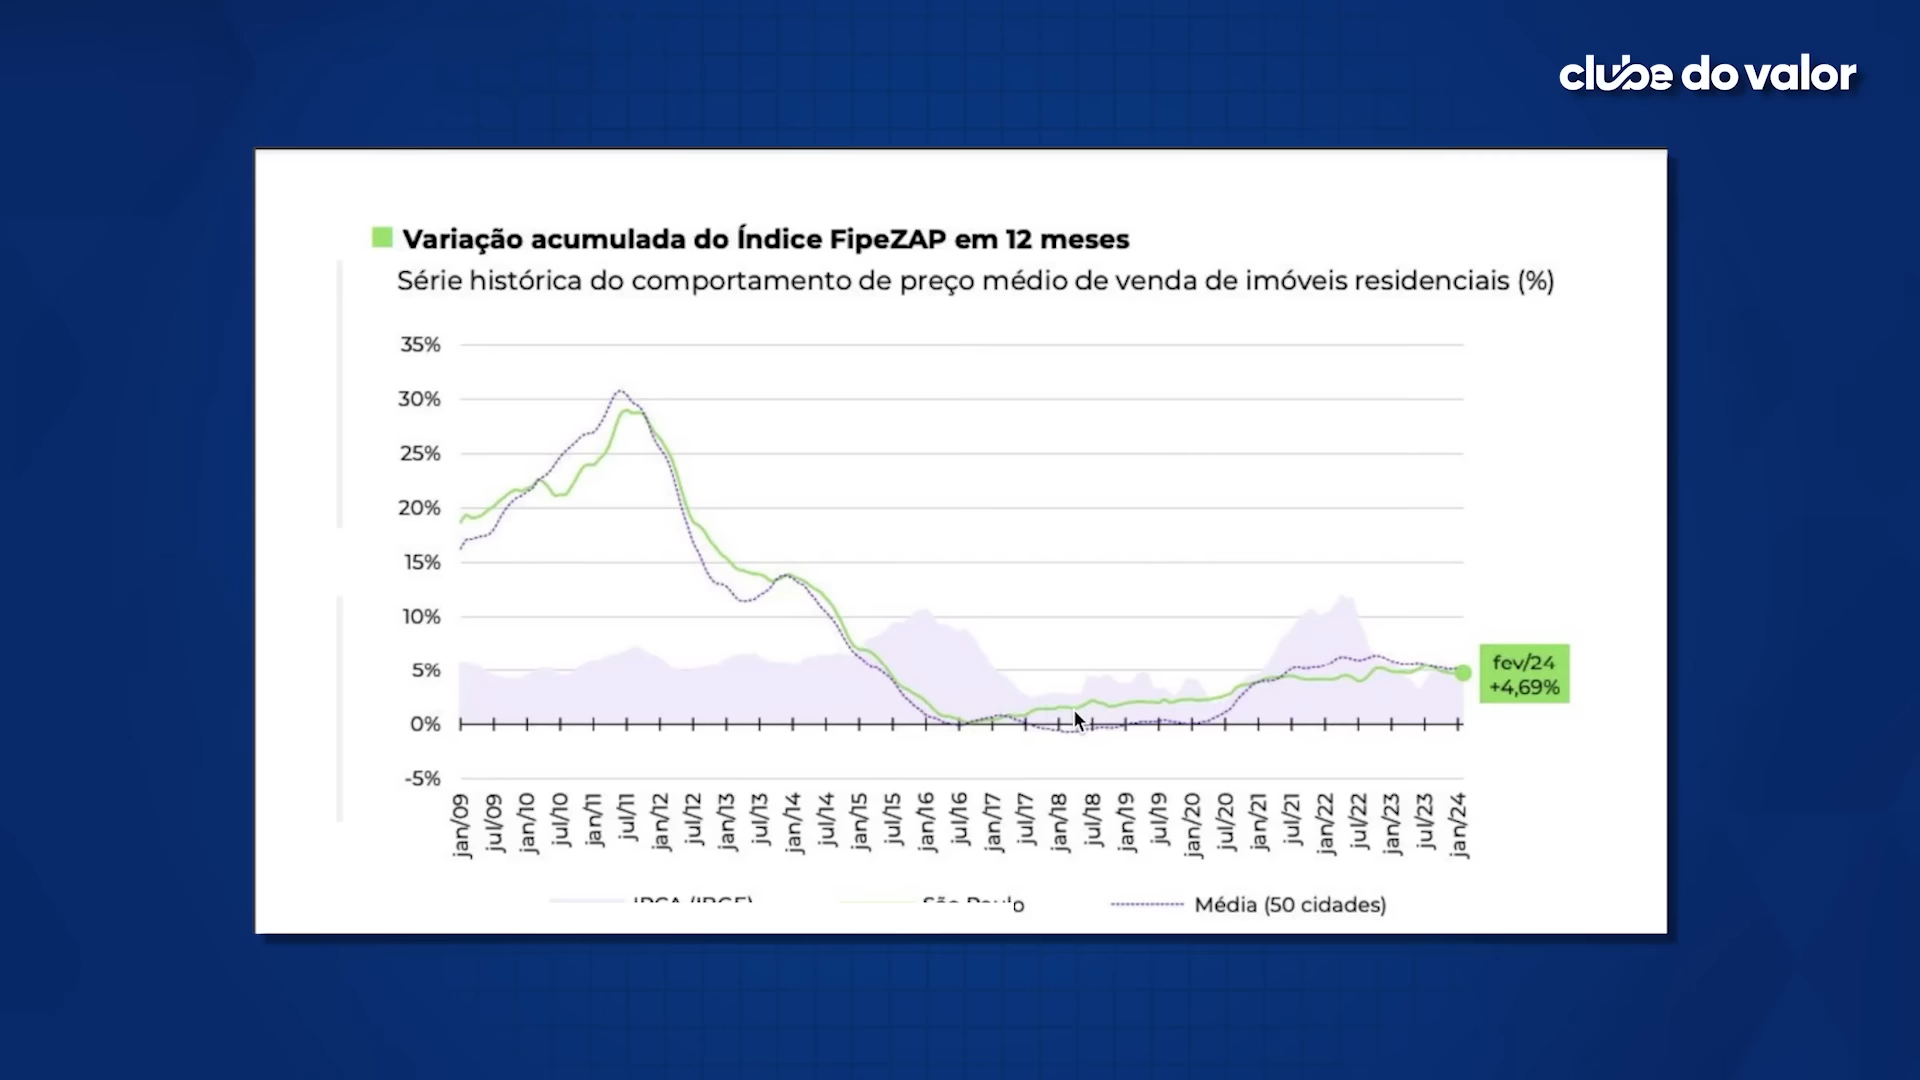 clube do valor
Variação acumulada do Índice FipeZAP em 12 meses
Série histórica do comportamento de preço médio de venda de imóveis residenciais (%)
35%
30%
25%
20%
15%
10%
5%
0%
-5%
fev/24
+4,69%
jan/09 jul/09 jan/10 jul/10 jan/11 jul/11 jan/12 jul/12 jan/13 jul/13 jan/14 jul/14 jan/15 jul/15 jan/16 jul/16 jan/17 jul/17 jan/18 jul/18 jan/19 jul/19 jan/20 jul/20 jan/21 jul/21 jan/22 jul/22 jan/23 jul/23 jan/24
IPCA (IBGE) São Paulo Média (50 cidades)